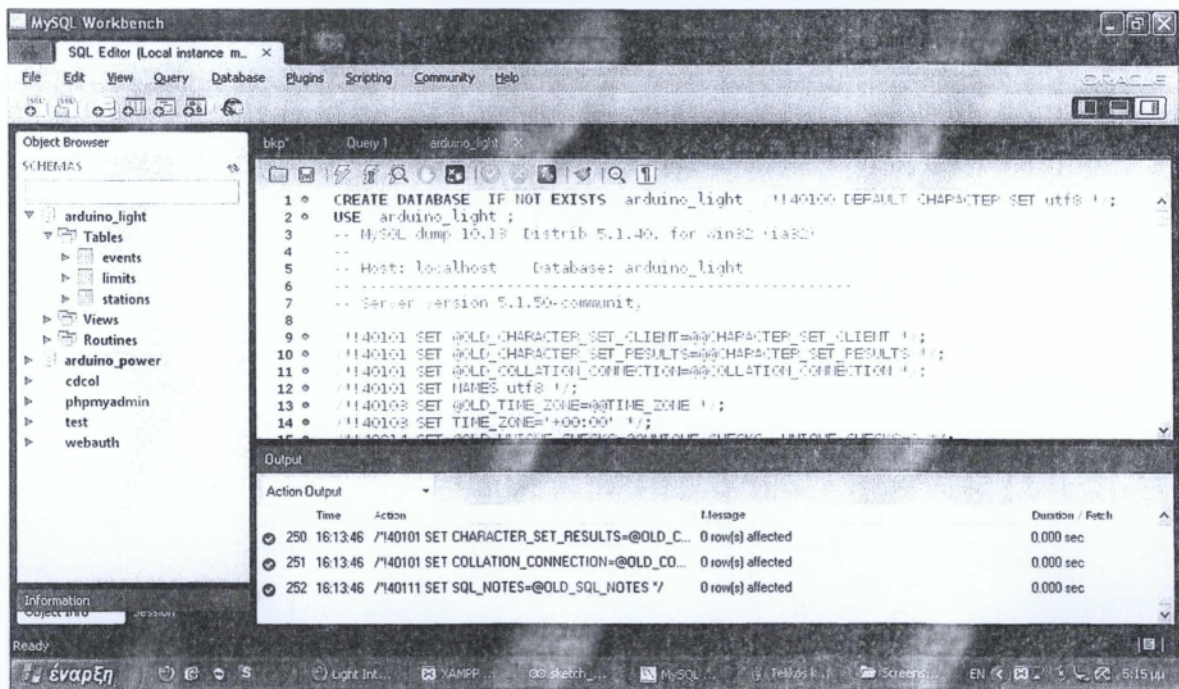 MySQL Workbench
SQL Editor (Local instance m... ×
File Edit View Query Database Plugins Scripting Community Help
ORACLE
Object Browser
SCHEMAS
arduino_light
Tables
events
limits
stations
Views
Routines
arduino_power
cdcol
phpmyadmin
test
webauth
bkp* Query 1 arduino_light ×
1 CREATE DATABASE IF NOT EXISTS arduino_light /*!40100 DEFAULT CHARACTER SET utf8 */;
2 USE arduino_light ;
3 -- MySQL dump 10.13 Distrib 5.1.40, for win32 (ia32)
4 --
5 -- Host: localhost Database: arduino_light
6 -- ------------------------------------------------------
7 -- Server version 5.1.50-community
8
9 /*!40101 SET @OLD_CHARACTER_SET_CLIENT=@@CHARACTER_SET_CLIENT */;
10 /*!40101 SET @OLD_CHARACTER_SET_RESULTS=@@CHARACTER_SET_RESULTS */;
11 /*!40101 SET @OLD_COLLATION_CONNECTION=@@COLLATION_CONNECTION */;
12 /*!40101 SET NAMES utf8 */;
13 /*!40103 SET @OLD_TIME_ZONE=@@TIME_ZONE */;
14 /*!40103 SET TIME_ZONE='+00:00' */;
Output
Action Output
Time Action Message Duration / Fetch
250 16:13:46 /*!40101 SET CHARACTER_SET_RESULTS=@OLD_C... 0 row(s) affected 0.000 sec
251 16:13:46 /*!40101 SET COLLATION_CONNECTION=@OLD_CO... 0 row(s) affected 0.000 sec
252 16:13:46 /*!40111 SET SQL_NOTES=@OLD_SQL_NOTES */ 0 row(s) affected 0.000 sec
Information
Object Info Session
Ready
έναρξη Light Int... XAMPP ... sketch_... MySQL ... Screens... EN 5:15 μμ